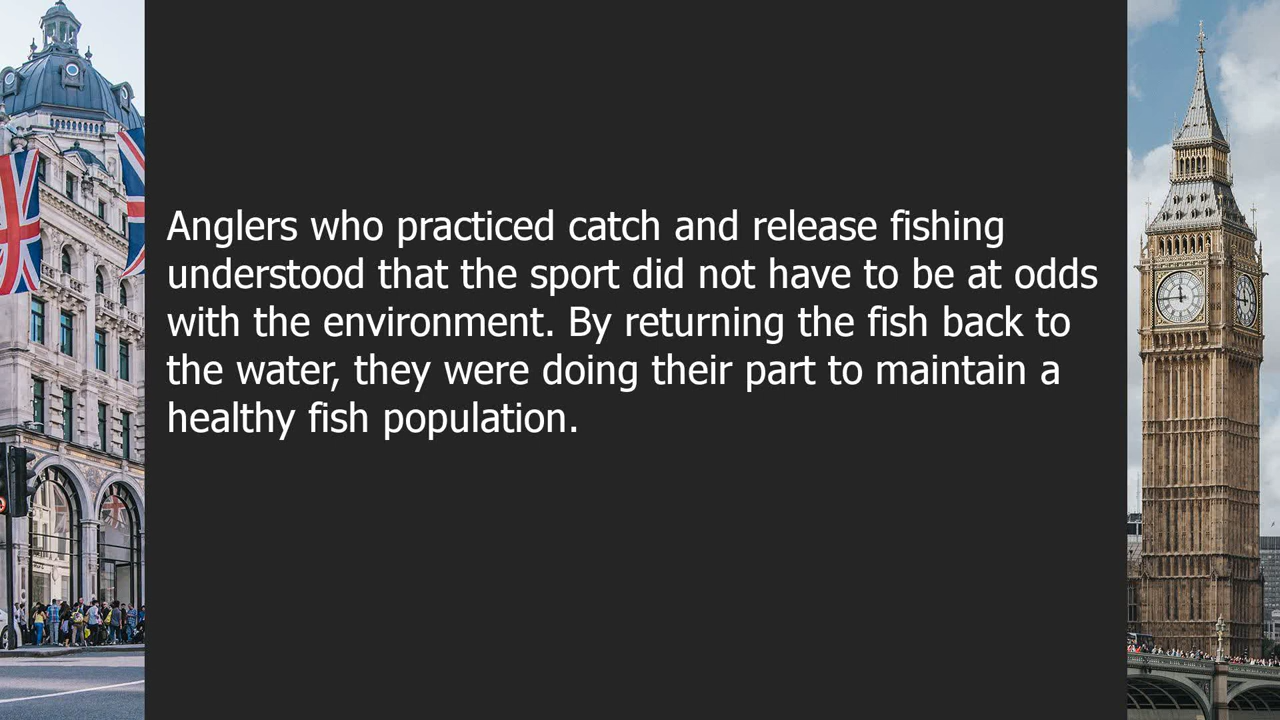 Anglers who practiced catch and release fishing
understood that the sport did not have to be at odds
with the environment. By returning the fish back to
the water, they were doing their part to maintain a
healthy fish population.